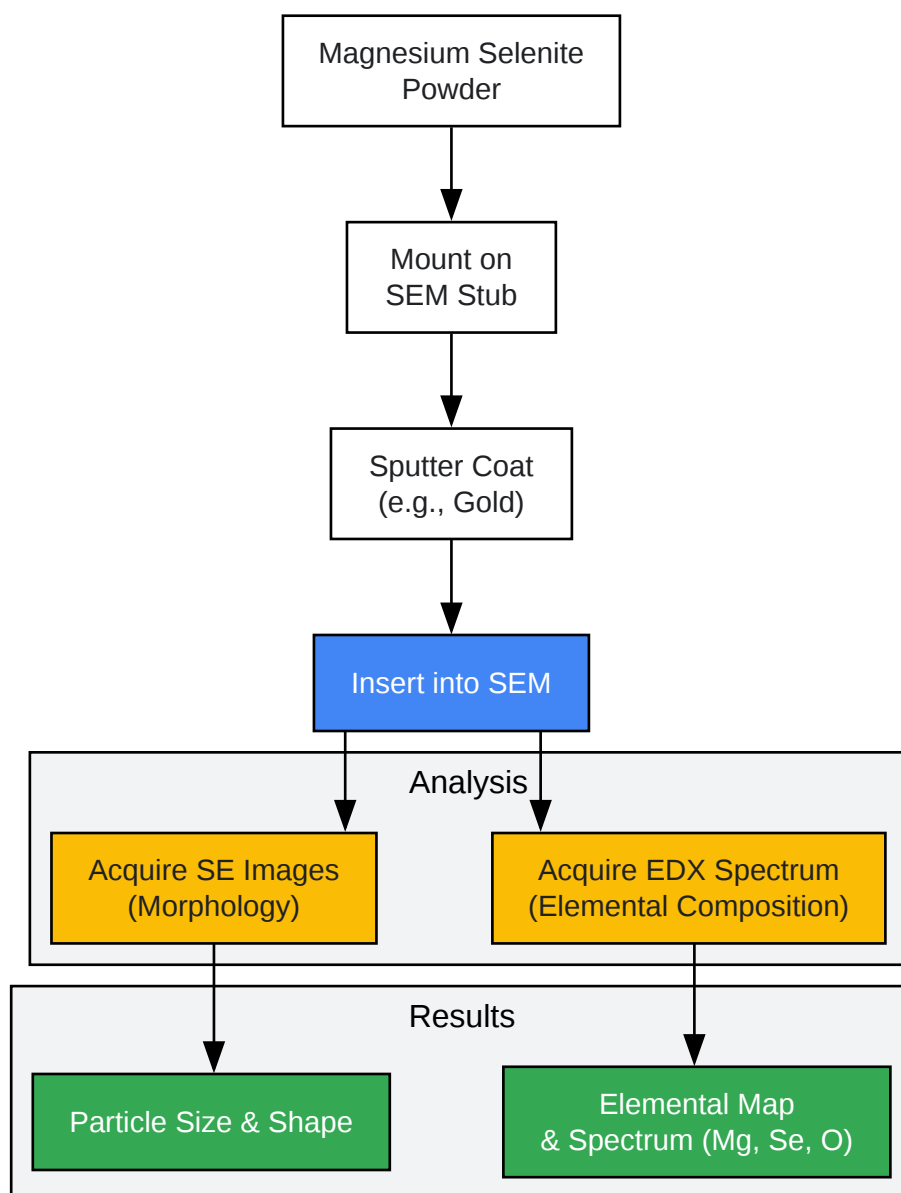 Magnesium Selenite
Powder
Mount on
SEM Stub
Sputter Coat
(e.g., Gold)
Insert into SEM
Analysis
Acquire SE Images
(Morphology)
Acquire EDX Spectrum
(Elemental Composition)
Results
Particle Size & Shape
Elemental Map
& Spectrum (Mg, Se, O)